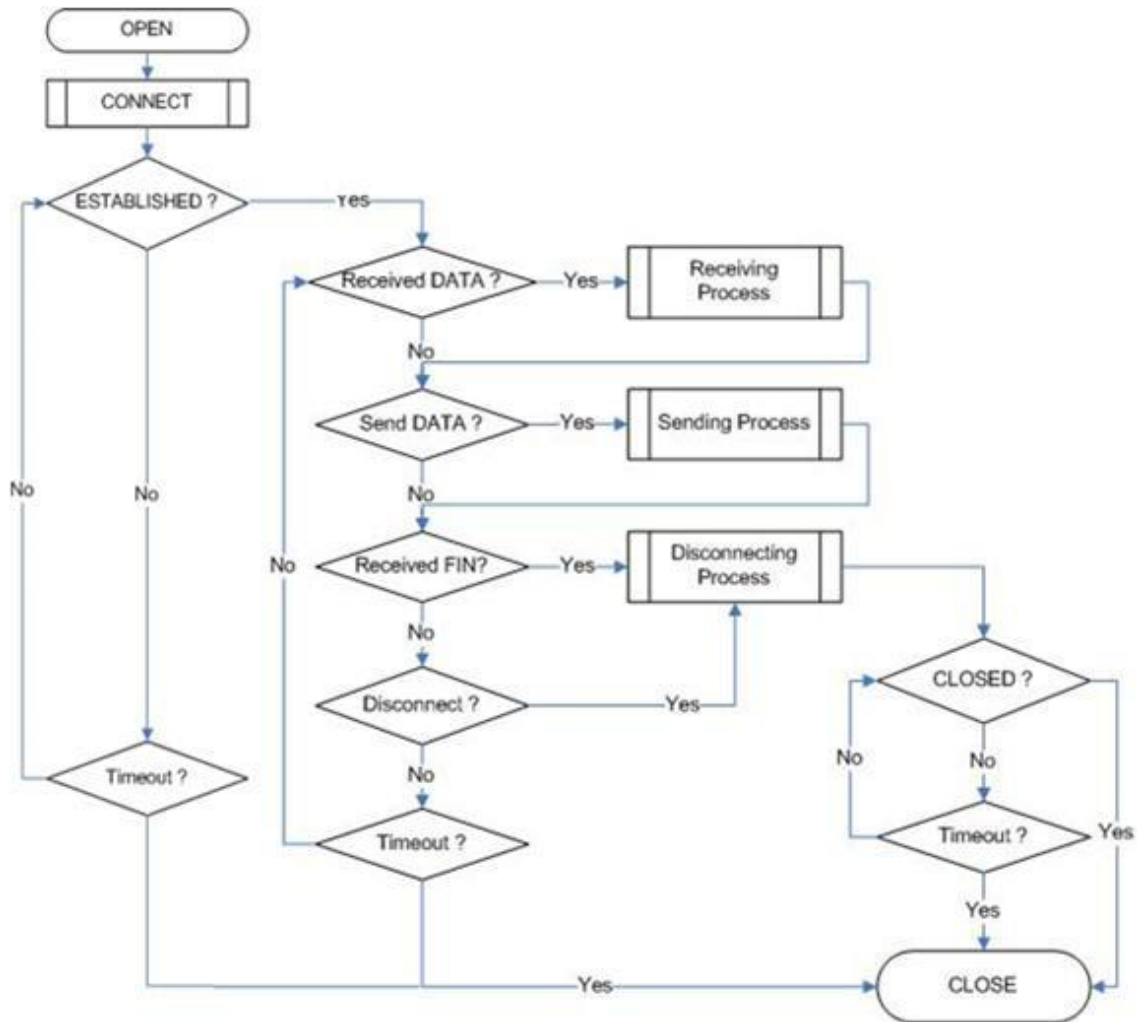 OPEN
CONNECT
ESTABLISHED ?
Yes
Received DATA ?
Yes
Receiving
Process
No
Send DATA ?
Yes
Sending Process
No
No
No
Received FIN?
Yes
Disconnecting
Process
No
No
CLOSED ?
Disconnect ?
Yes
No
No
No
Timeout ?
Timeout ?
Timeout ?
Yes
Yes
Yes
CLOSE